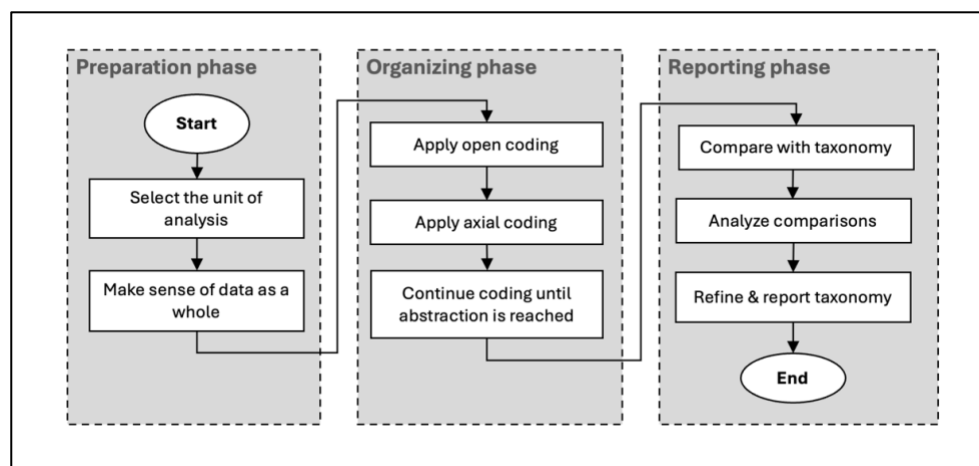 Preparation phase
Start
Select the unit of
analysis
Make sense of data as a
whole
Organizing phase
Apply open coding
Apply axial coding
Continue coding until
abstraction is reached
Reporting phase
Compare with taxonomy
Analyze comparisons
Refine & report taxonomy
End